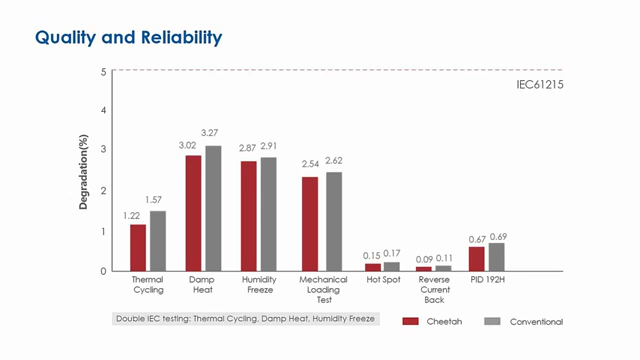 Quality and Reliability
Degradation(%)
5
4
3
2
1
0
IEC61215
1.22
1.57
3.02
3.27
2.87
2.91
2.54
2.62
0.15
0.17
0.09
0.11
0.67
0.69
Thermal
Cycling
Damp
Heat
Humidity
Freeze
Mechanical
Loading
Test
Hot Spot
Reverse
Current
Back
PID 192H
Double IEC testing: Thermal Cycling, Damp Heat, Humidity Freeze
Cheetah
Conventional